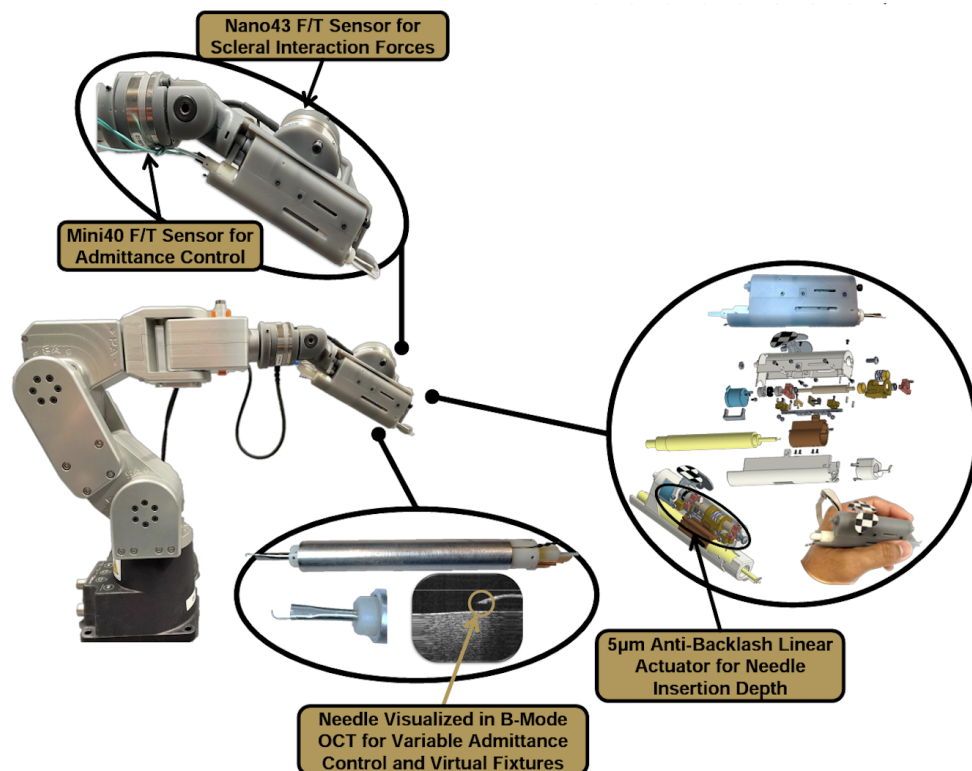 Nano43 F/T Sensor for
Scleral Interaction Forces
Mini40 F/T Sensor for
Admittance Control
5µm Anti-Backlash Linear
Actuator for Needle
Insertion Depth
Needle Visualized in B-Mode
OCT for Variable Admittance
Control and Virtual Fixtures